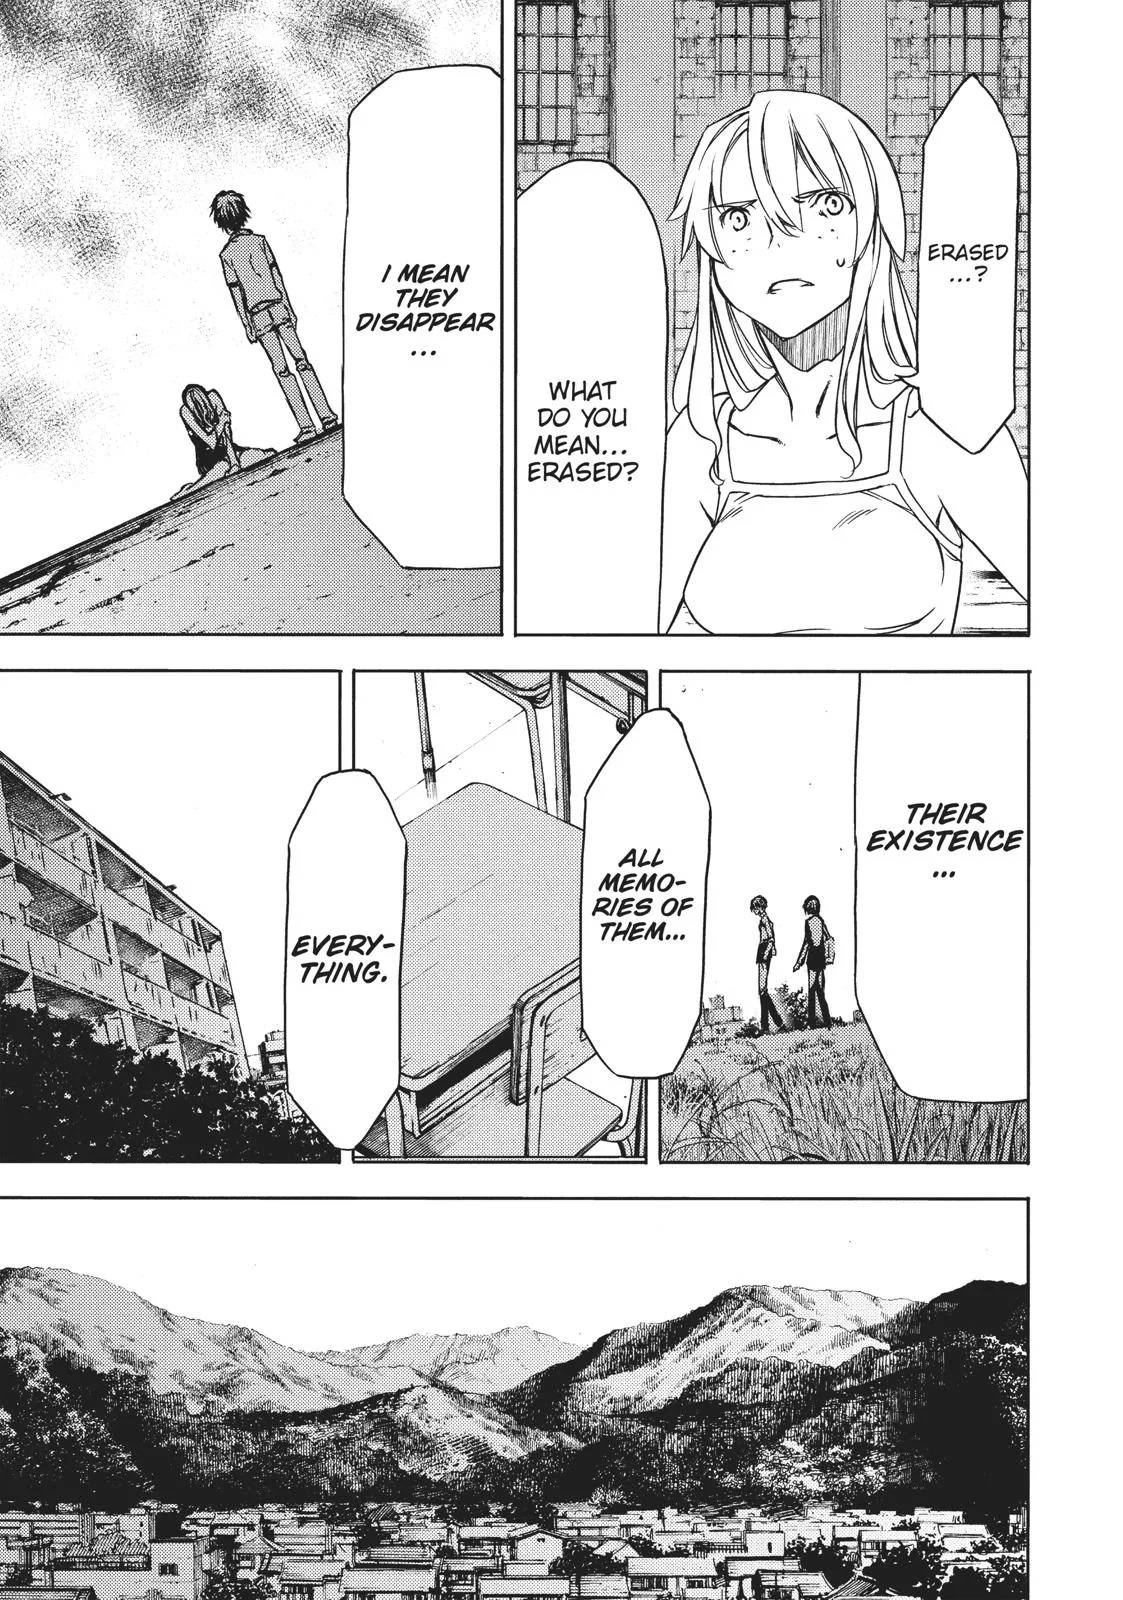 ERASED
...?
WHAT
DO YOU
MEAN...
ERASED?
I MEAN
THEY
DISAPPEAR
...
THEIR
EXISTENCE
...
ALL
MEMO-
RIES OF
THEM...
EVERY-
THING.